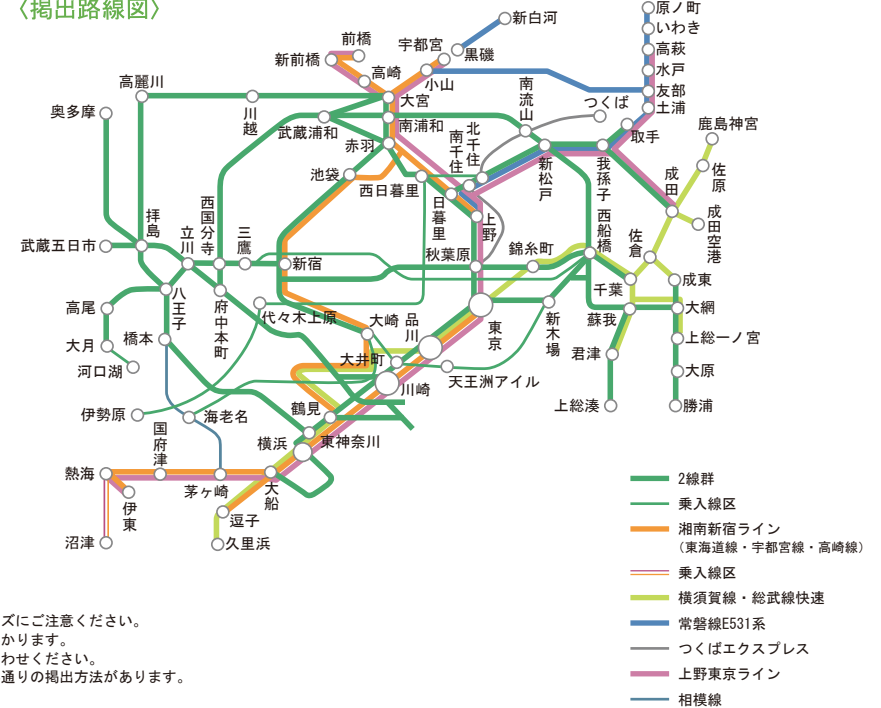 〈掲出路線図〉
原ノ町
新白河
いわき
前橋
宇都宮
新前橋
黒磯
高萩
高崎
小山
水戸
高麗川
大宮
南流山
友部
奥多摩
川越
つくば
土浦
武蔵浦和
南浦和
北千住
南千住
取手
鹿島神宮
赤羽
新松戸
我孫子
成田
佐原
池袋
西日暮里
日暮里
西国分寺
上野
西船橋
成田空港
拝島
立川
三鷹
錦糸町
佐倉
武蔵五日市
新宿
秋葉原
千葉
成東
八王子
府中本町
代々木上原
大崎
品川
東京
新木場
蘇我
大網
高尾
橋本
大月
大井町
君津
上総一ノ宮
河口湖
天王洲アイル
川崎
大原
伊勢原
海老名
鶴見
上総湊
勝浦
国府津
横浜
東神奈川
熱海
茅ヶ崎
大船
伊東
逗子
沼津
久里浜
2線群
乗入線区
湘南新宿ライン
(東海道線・宇都宮線・高崎線)
乗入線区
横須賀線・総武線快速
常磐線E531系
つくばエクスプレス
上野東京ライン
相模線
ズにご注意ください。
かります。
わせください。
通りの掲出方法があります。